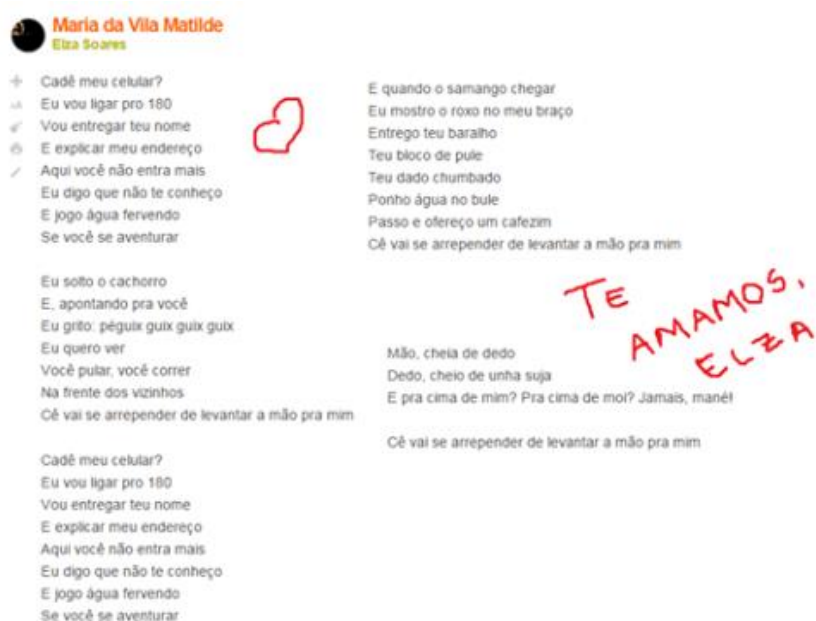 Maria da Vila Matilde
Elza Soares
Cadê meu celular?
Eu vou ligar pro 180
Vou entregar teu nome
E explicar meu endereço
Aqui você não entra mais
Eu digo que não te conheço
E jogo água fervendo
Se você se aventurar
Eu solto o cachorro
E, apontando pra você
Eu grito: péguix guix guix guix
Eu quero ver
Você pular, você correr
Na frente dos vizinhos
Cê vai se arrepender de levantar a mão pra mim
Cadê meu celular?
Eu vou ligar pro 180
Vou entregar teu nome
E explicar meu endereço
Aqui você não entra mais
Eu digo que não te conheço
E jogo água fervendo
Se você se aventurar
E quando o samango chegar
Eu mostro o roxo no meu braço
Entrego teu baralho
Teu bloco de pule
Teu dado chumbado
Ponho água no bule
Passo e ofereço um cafezim
Cê vai se arrepender de levantar a mão pra mim
TE
AMAMOS,
ELZA
Mão, cheia de dedo
Dedo, cheio de unha suja
E pra cima de mim? Pra cima de moi? Jamais, mané!
Cê vai se arrepender de levantar a mão pra mim